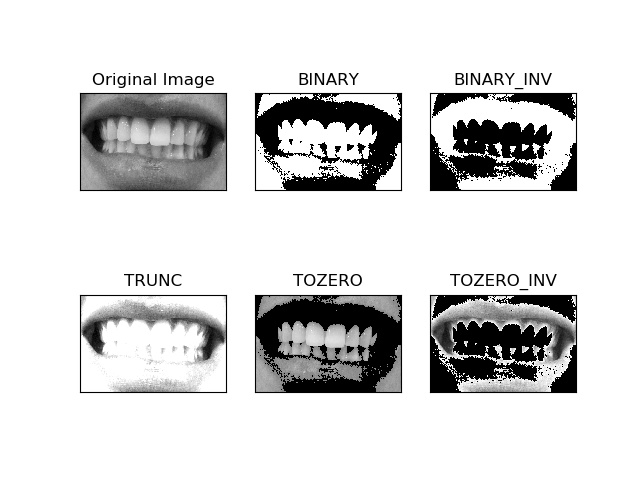 Original Image
BINARY
BINARY_INV
TRUNC
TOZERO
TOZERO_INV